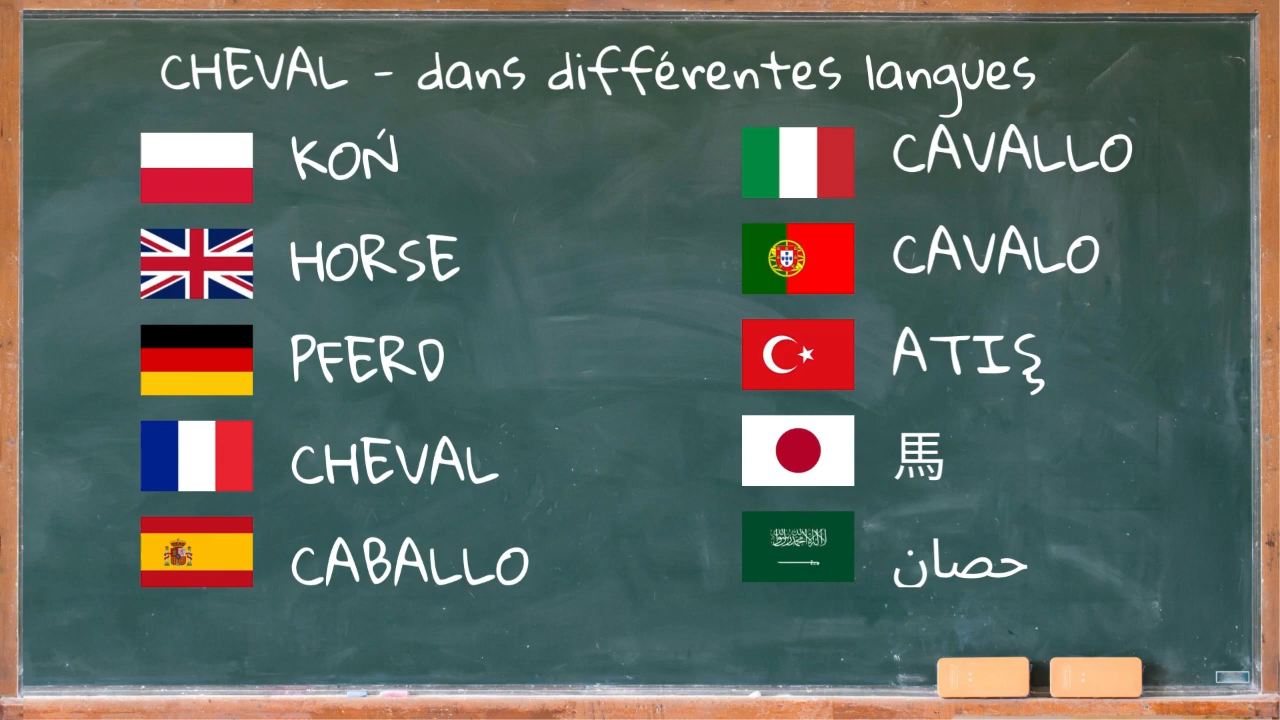 CHEVAL - dans différentes langues
KOŃ
HORSE
PFERD
CHEVAL
CABALLO
CAVALLO
CAVALO
ATIŞ
馬
حصان